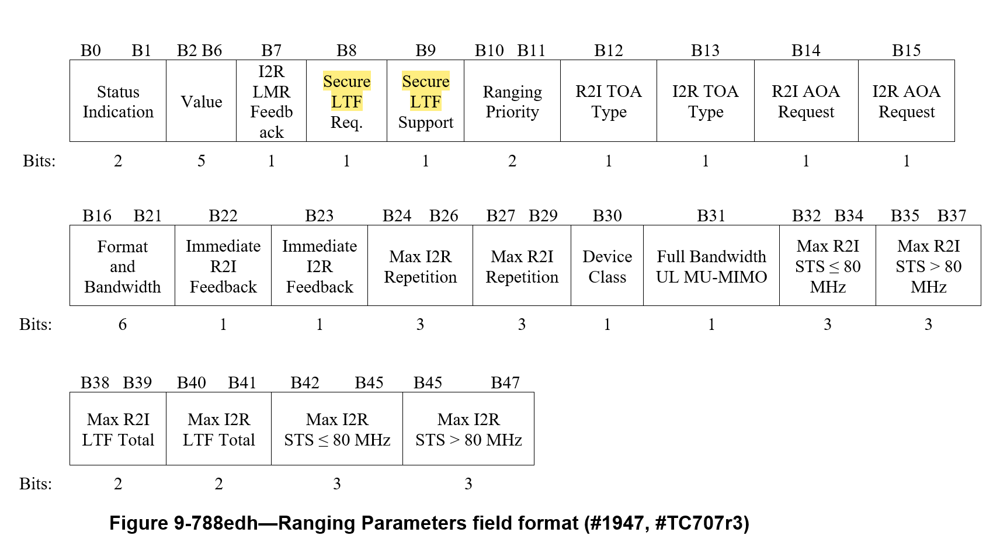 B0 B1 B2 B6 B7 B8 B9 B10 B11 B12 B13 B14 B15
Status
Indication
Value
I2R
LMR
Feedb
ack
Secure
LTF
Req.
Secure
LTF
Support
Ranging
Priority
R2I TOA
Type
I2R TOA
Type
R2I AOA
Request
I2R AOA
Request
Bits: 2 5 1 1 1 2 1 1 1 1
B16 B21 B22 B23 B24 B26 B27 B29 B30 B31 B32 B34 B35 B37
Format
and
Bandwidth
Immediate
R2I
Feedback
Immediate
I2R
Feedback
Max I2R
Repetition
Max R2I
Repetition
Device
Class
Full Bandwidth
UL MU-MIMO
Max R2I
STS ≤ 80
MHz
Max R2I
STS > 80
MHz
Bits: 6 1 1 3 3 1 1 3 3
B38 B39 B40 B41 B42 B45 B45 B47
Max R2I
LTF Total
Max I2R
LTF Total
Max I2R
STS ≤ 80 MHz
Max I2R
STS > 80 MHz
Bits: 2 2 3 3
Figure 9-788edh—Ranging Parameters field format (#1947, #TC707r3)